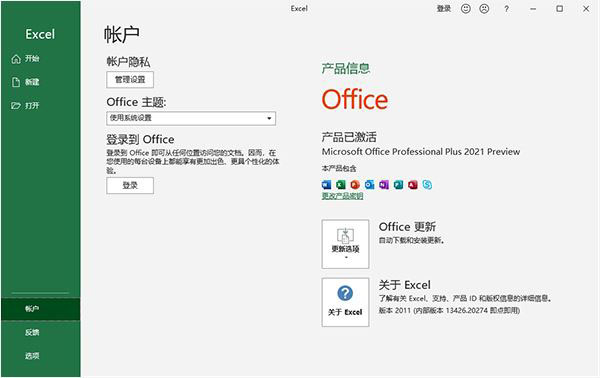 Excel
登录
?
Excel
开始
新建
打开
帐户
反馈
选项
帐户
帐户隐私
管理设置
Office 主题:
使用系统设置
登录到 Office
登录到 Office 即可从任何位置访问您的文档。因而，在
您使用的每台设备上都能享有更加出色、更具个性化的体
验。
登录
产品信息
Office
产品已激活
Microsoft Office Professional Plus 2021 Preview
本产品包含
更改产品密钥
更新选项
Office 更新
自动下载和安装更新。
关于 Excel
关于 Excel
了解有关 Excel、支持、产品 ID 和版权信息的详细信息。
版本 2011 (内部版本 13426.20274 即点即用)